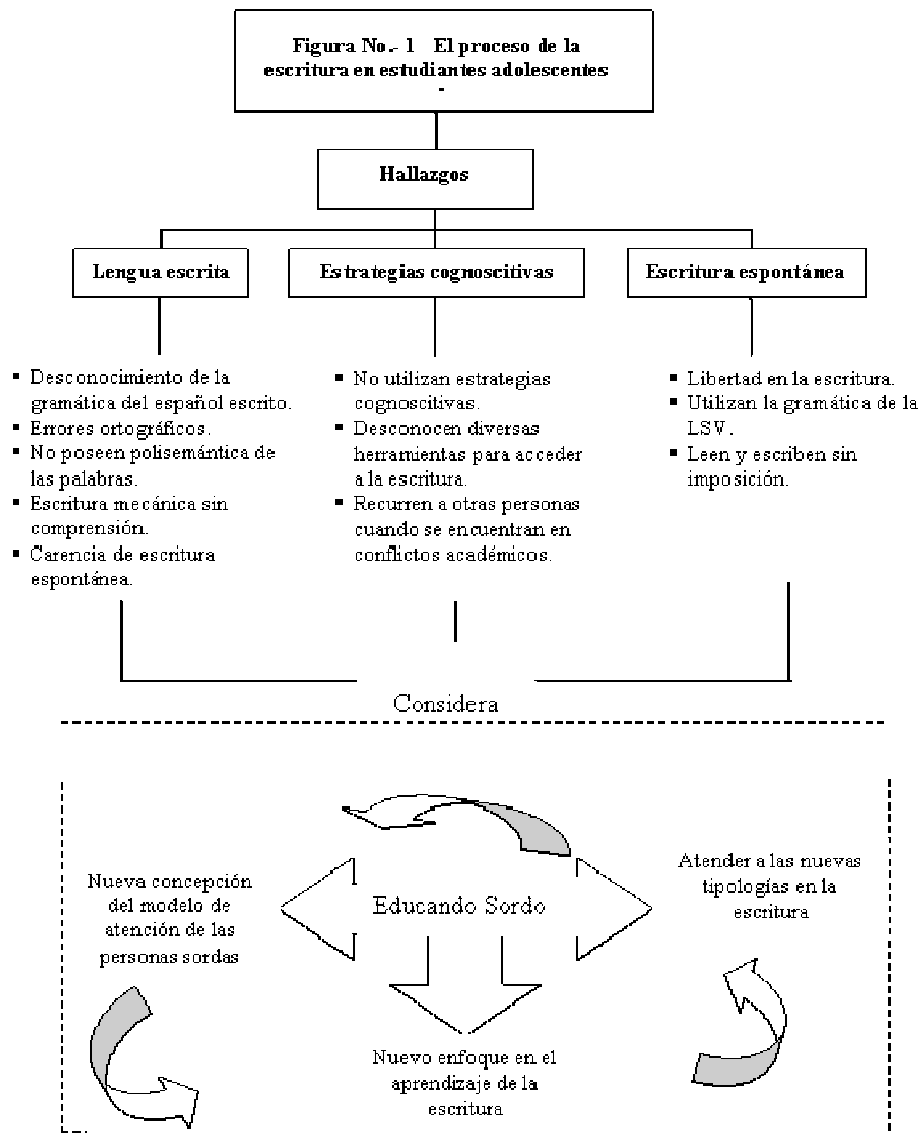 Figura No.- 1 El proceso de la
escritura en estudiantes adolescentes
-
Hallazgos
Lengua escrita
Estrategias cognoscitivas
Escritura espontánea
▪ Desconocimiento de la
gramática del español escrito.
▪ Errores ortográficos.
▪ No poseen polisemántica de
las palabras.
▪ Escritura mecánica sin
comprensión.
▪ Carencia de escritura
espontánea.
▪ No utilizan estrategias
cognoscitivas.
▪ Desconocen diversas
herramientas para acceder
a la escritura.
▪ Recurren a otras personas
cuando se encuentran en
conflictos académicos.
▪ Libertad en la escritura.
▪ Utilizan la gramática de la
LSV.
▪ Leen y escriben sin
imposición.
Considera
Nueva concepción
del modelo de
atención de las
personas sordas
Educando Sordo
Atender a las nuevas
tipologías en la
escritura
Nuevo enfoque en el
aprendizaje de la
escritura